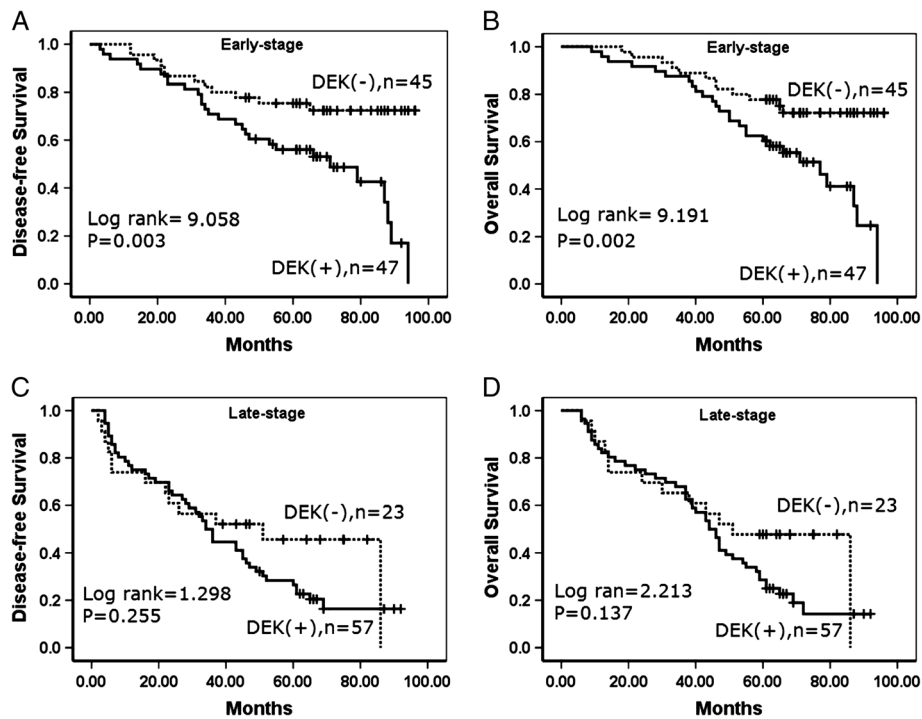 A
Early-stage
Disease-free Survival
1.0
0.8
0.6
0.4
0.2
0.0
DEK(-),n=45
Log rank= 9.058
P=0.003
DEK(+),n=47
0.00 20.00 40.00 60.00 80.00 100.00
Months
B
Early-stage
Overall Survival
1.0
0.8
0.6
0.4
0.2
0.0
DEK(-),n=45
Log rank= 9.191
P=0.002
DEK(+),n=47
0.00 20.00 40.00 60.00 80.00 100.00
Months
C
Late-stage
Disease-free Survival
1.0
0.8
0.6
0.4
0.2
0.0
DEK(-),n=23
Log rank=1.298
P=0.255
DEK(+),n=57
0.00 20.00 40.00 60.00 80.00 100.00
Months
D
Late-stage
Overall Survival
1.0
0.8
0.6
0.4
0.2
0.0
DEK(-),n=23
Log ran=2.213
P=0.137
DEK(+),n=57
0.00 20.00 40.00 60.00 80.00 100.00
Months